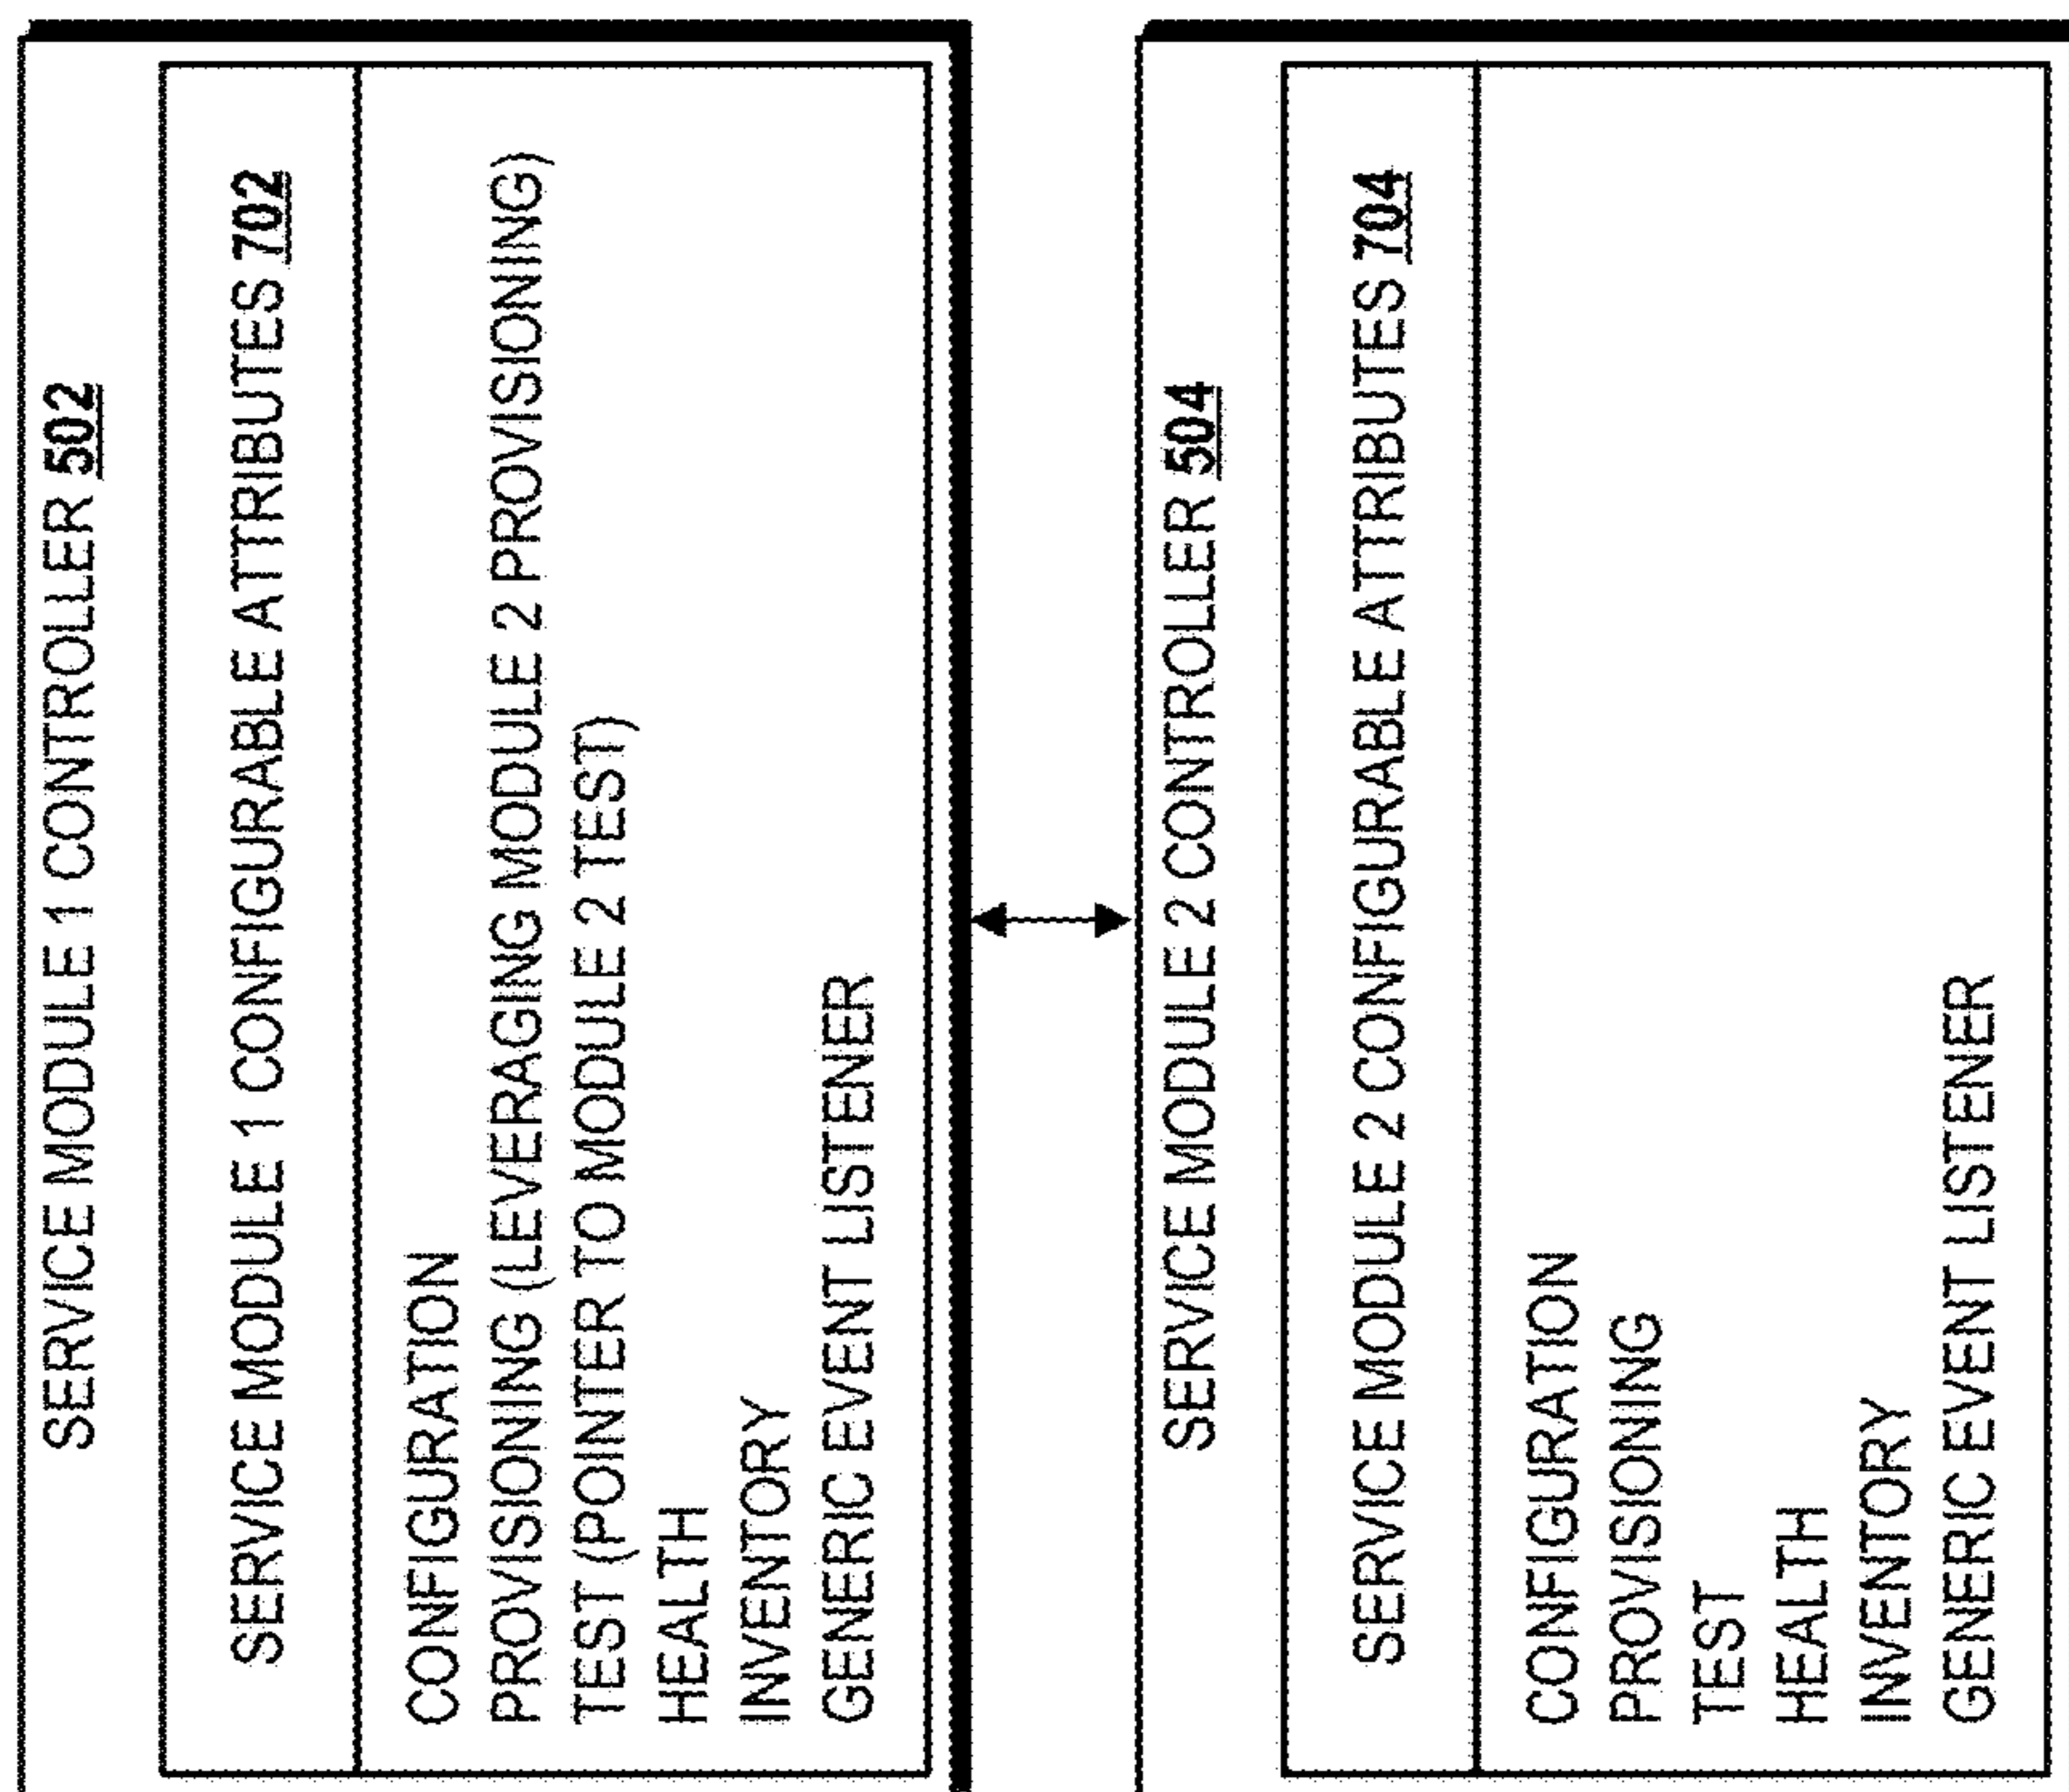 SERVICE MODULE 1 CONTROLLER 502
SERVICE MODULE 1 CONFIGURABLE ATTRIBUTES 702
CONFIGURATION
PROVISIONING (LEVERAGING MODULE 2 PROVISIONING)
TEST (POINTER TO MODULE 2 TEST)
HEALTH
INVENTORY
GENERIC EVENT LISTENER
SERVICE MODULE 2 CONTROLLER 504
SERVICE MODULE 2 CONFIGURABLE ATTRIBUTES 704
CONFIGURATION
PROVISIONING
TEST
HEALTH
INVENTORY
GENERIC EVENT LISTENER